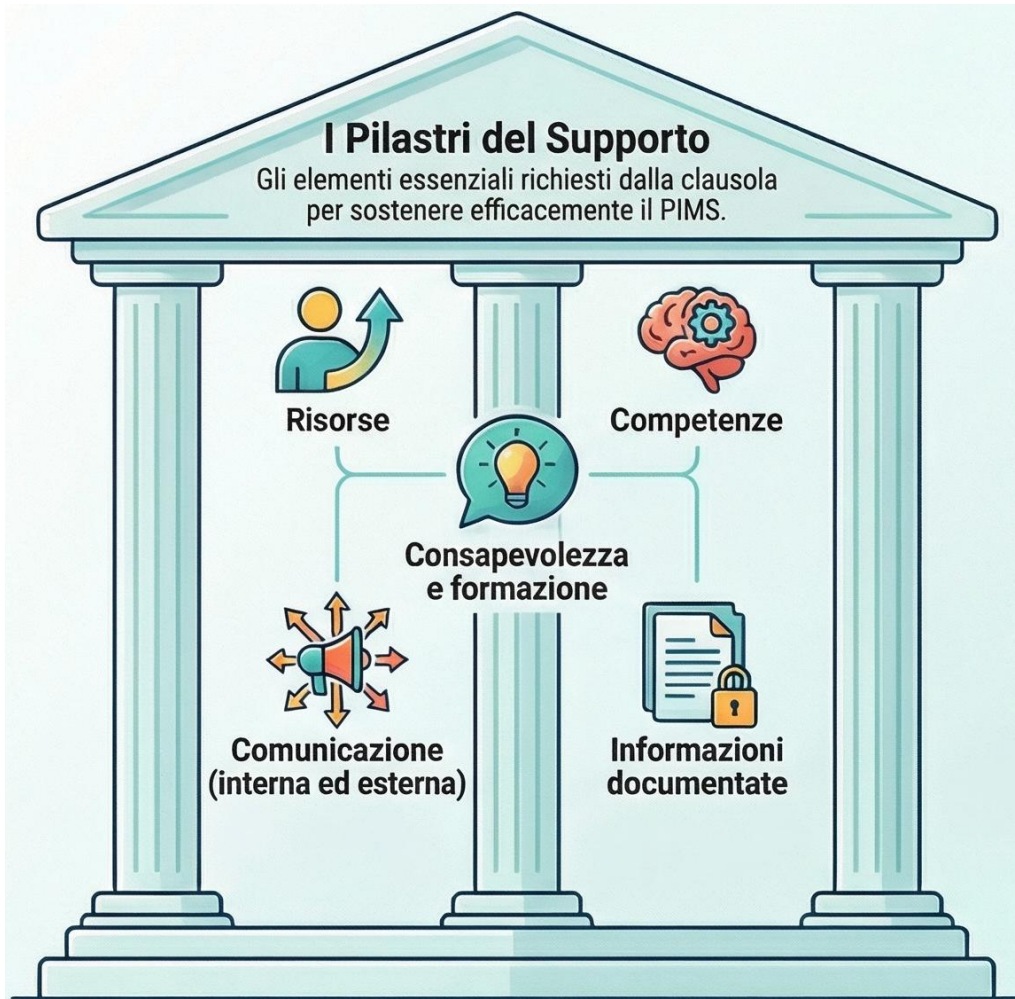 I Pilastri del Supporto
Gli elementi essenziali richiesti dalla clausola
per sostenere efficacemente il PIMS.
Risorse
Competenze
Consapevolezza
e formazione
Comunicazione
(interna ed esterna)
Informazioni
documentate